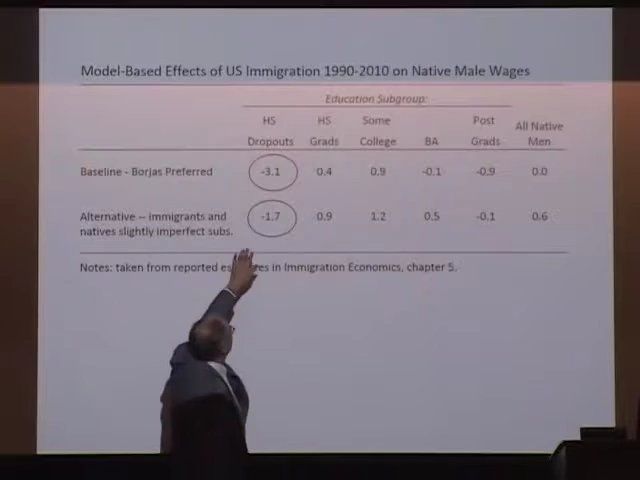 Model-Based Effects of US Immigration 1990-2010 on Native Male Wages
Education Subgroup:
HS Dropouts HS Grads Some College BA Post Grads All Native Men
Baseline - Borjas Preferred -3.1 0.4 0.9 -0.1 -0.9 0.0
Alternative -- immigrants and natives slightly imperfect subs. -1.7 0.9 1.2 0.5 -0.1 0.6
Notes: taken from reported in Immigration Economics, chapter 5.